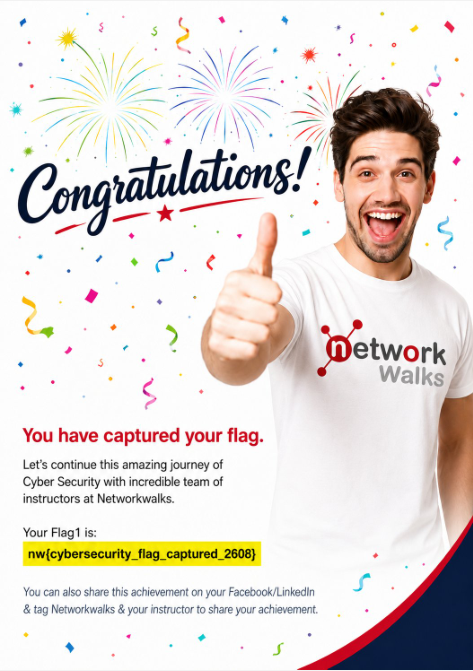 Congratulations!
network
Walks
You have captured your flag.
Let's continue this amazing journey of
Cyber Security with incredible team of
instructors at Networkwalks.
Your Flag1 is:
nw{cybersecurity_flag_captured_2608}
You can also share this achievement on your Facebook/LinkedIn
& tag Networkwalks & your instructor to share your achievement.